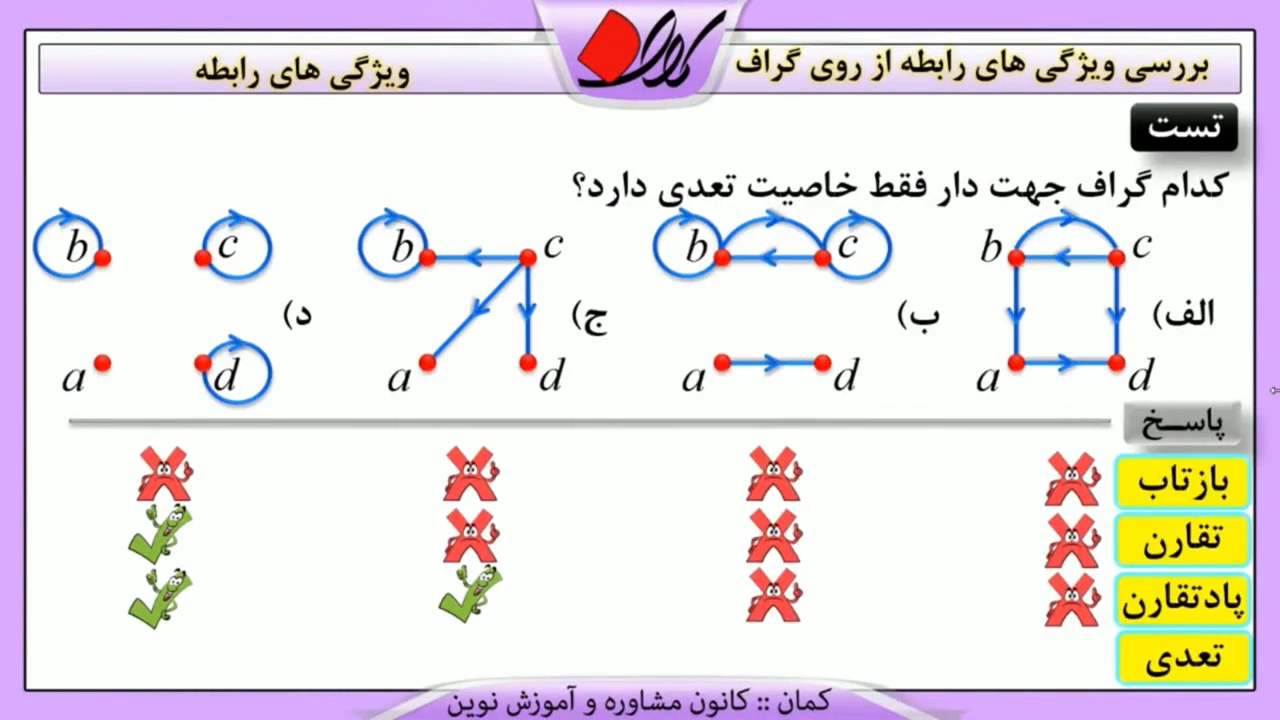 بررسی ویژگی های رابطه از روی گراف
کمان
ویژگی های رابطه
تست
کدام گراف جهت دار فقط خاصیت تعدی دارد؟
الف)
b c
a d
ب)
b c
a d
ج)
b c
a d
د)
b c
a d
پاسـخ
بازتاب
تقارن
پادتقارن
تعدی
کمان :: کانون مشاوره و آموزش نوین